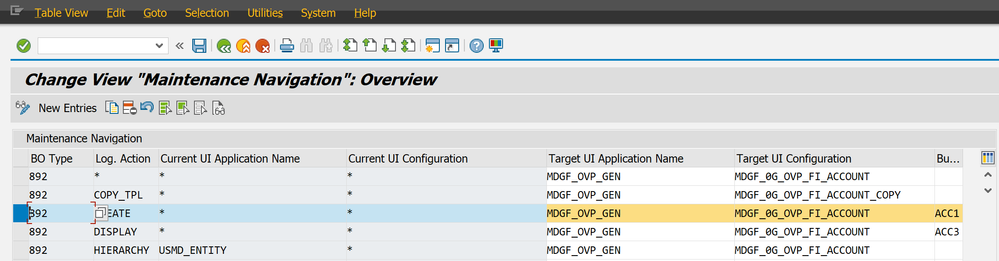 Table View Edit Goto Selection Utilities System Help
Change View "Maintenance Navigation": Overview
New Entries
Maintenance Navigation
BO Type Log. Action Current UI Application Name Current UI Configuration Target UI Application Name Target UI Configuration Bu...
892 * * * MDGF_OVP_GEN MDGF_0G_OVP_FI_ACCOUNT
892 COPY_TPL * * MDGF_OVP_GEN MDGF_0G_OVP_FI_ACCOUNT_COPY
892 EATE * * MDGF_OVP_GEN MDGF_0G_OVP_FI_ACCOUNT ACC1
892 DISPLAY * * MDGF_OVP_GEN MDGF_0G_OVP_FI_ACCOUNT ACC3
892 HIERARCHY USMD_ENTITY * MDGF_OVP_GEN MDGF_0G_OVP_FI_ACCOUNT